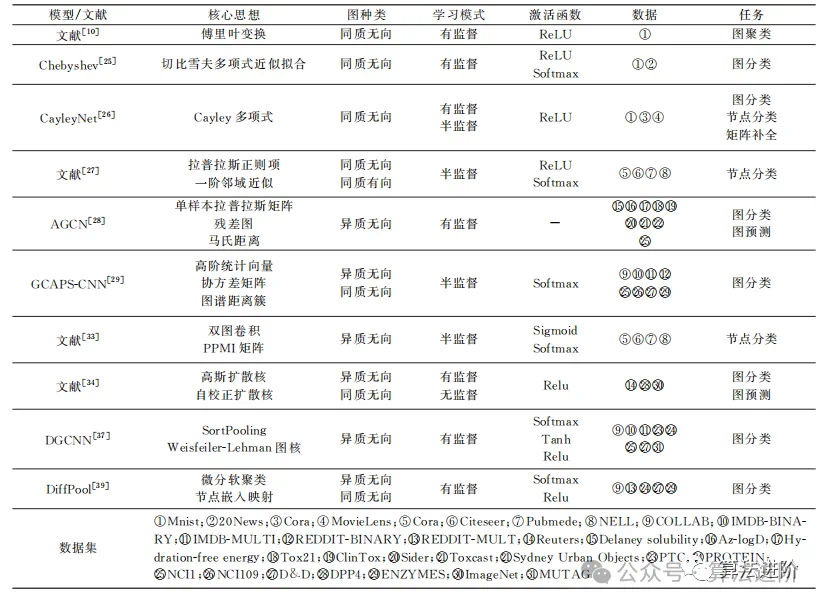 模型/文献 核心思想 图种类 学习模式 激活函数 数据 任务
文献[10] 傅里叶变换 同质无向 有监督 ReLU ① 图聚类
Chebyshev[25] 切比雪夫多项式近似拟合 同质无向 有监督 ReLU Softmax ①② 图分类
CayleyNet[26] Cayley 多项式 同质无向 有监督 半监督 ReLU ①③④ 图分类 节点分类 矩阵补全
文献[27] 拉普拉斯正则项 一阶邻域近似 同质无向 同质有向 半监督 ReLU Softmax ⑤⑥⑦⑧ 节点分类
AGCN[28] 单样本拉普拉斯矩阵 残差图 马氏距离 异质无向 有监督 — ⑮⑯⑰⑱⑲ ⑳㉑㉒ ㉕ 图分类 图预测
GCAPS-CNN[29] 高阶统计向量 协方差矩阵 图谱距离簇 异质无向 同质无向 半监督 Softmax ⑨⑩⑪⑫ ㉕㉖㉗㉙ 图分类
文献[33] 双图卷积 PPMI 矩阵 异质无向 半监督 Sigmoid Softmax ⑤⑥⑦⑧ 节点分类
文献[34] 高斯扩散核 自校正扩散核 异质无向 同质无向 有监督 无监督 Relu ⑭㉘㉚ 图分类 图预测
DGCNN[37] SortPooling Weisfeiler-Lehman 图核 异质无向 有监督 Softmax Tanh Relu ⑨⑩⑪㉓㉔ ㉕㉗㉛ 图分类
DiffPool[39] 微分软聚类 节点嵌入映射 异质无向 同质无向 有监督 Softmax Relu ⑨⑬㉔㉗㉙ 图分类
①Mnist;②20News;③Cora;④MovieLens;⑤Cora;⑥Citeseer;⑦Pubmede;⑧NELL;⑨COLLAB;⑩IMDB-BINA-
RY;⑪IMDB-MULTI;⑫REDDIT-BINARY;⑬REDDIT-MULT;⑭Reuters;⑮Delaney solubility;⑯Az-logD;⑰Hy-
数据集 dration-free energy;⑱Tox21;⑲ClinTox;⑳Sider;㉑Toxcast;㉑Sydney Urban Objects;㉓PTC;㉔PROTEIN;
㉕NCI1;㉖NCI109;㉗D&D;㉘DPP4;㉙ENZYMES;㉚ImageNet;㉛MUTAG
公众号 算法进阶